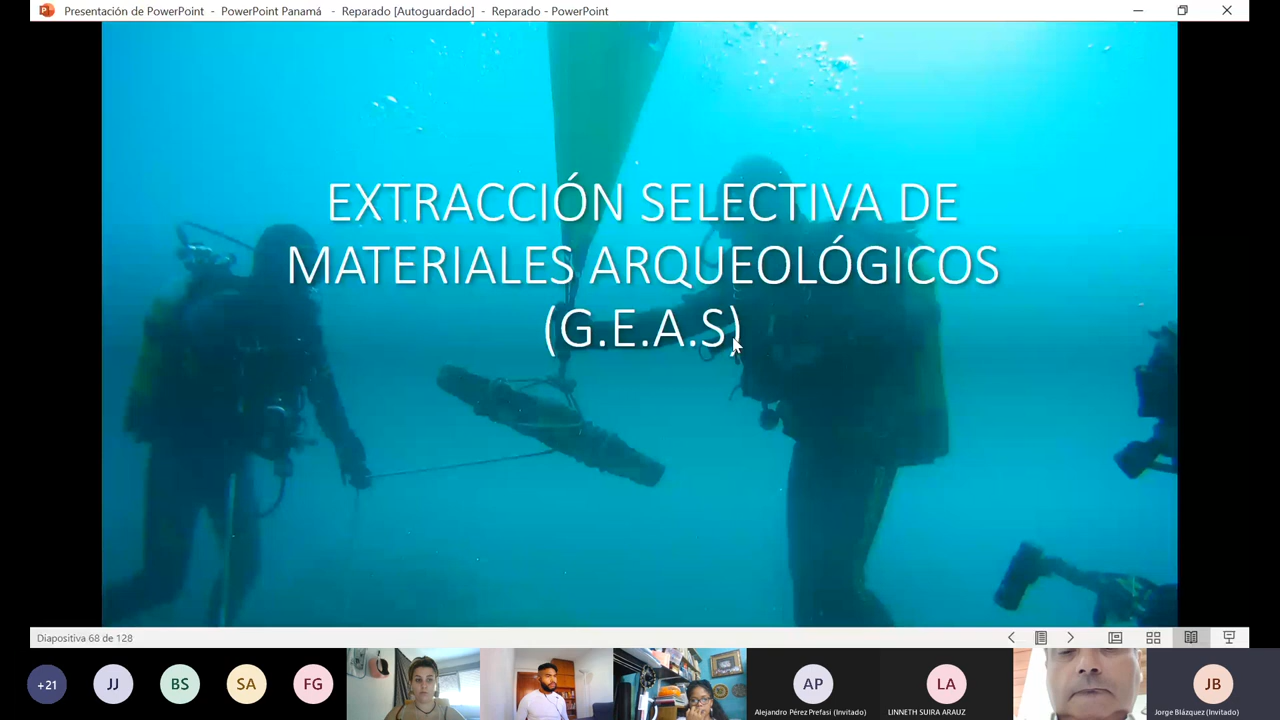 Presentación de PowerPoint - PowerPoint Panamá - Reparado [Autoguardado] - Reparado - PowerPoint
EXTRACCIÓN SELECTIVA DE
MATERIALES ARQUEOLÓGICOS
(G.E.A.S)
Diapositiva 68 de 128
+21
JJ
BS
SA
FG
AP
LA
JB
Alejandro Pérez Prefasi (Invitado)
LINNETH SUIRA ARAUZ
Jorge Blázquez (Invitado)